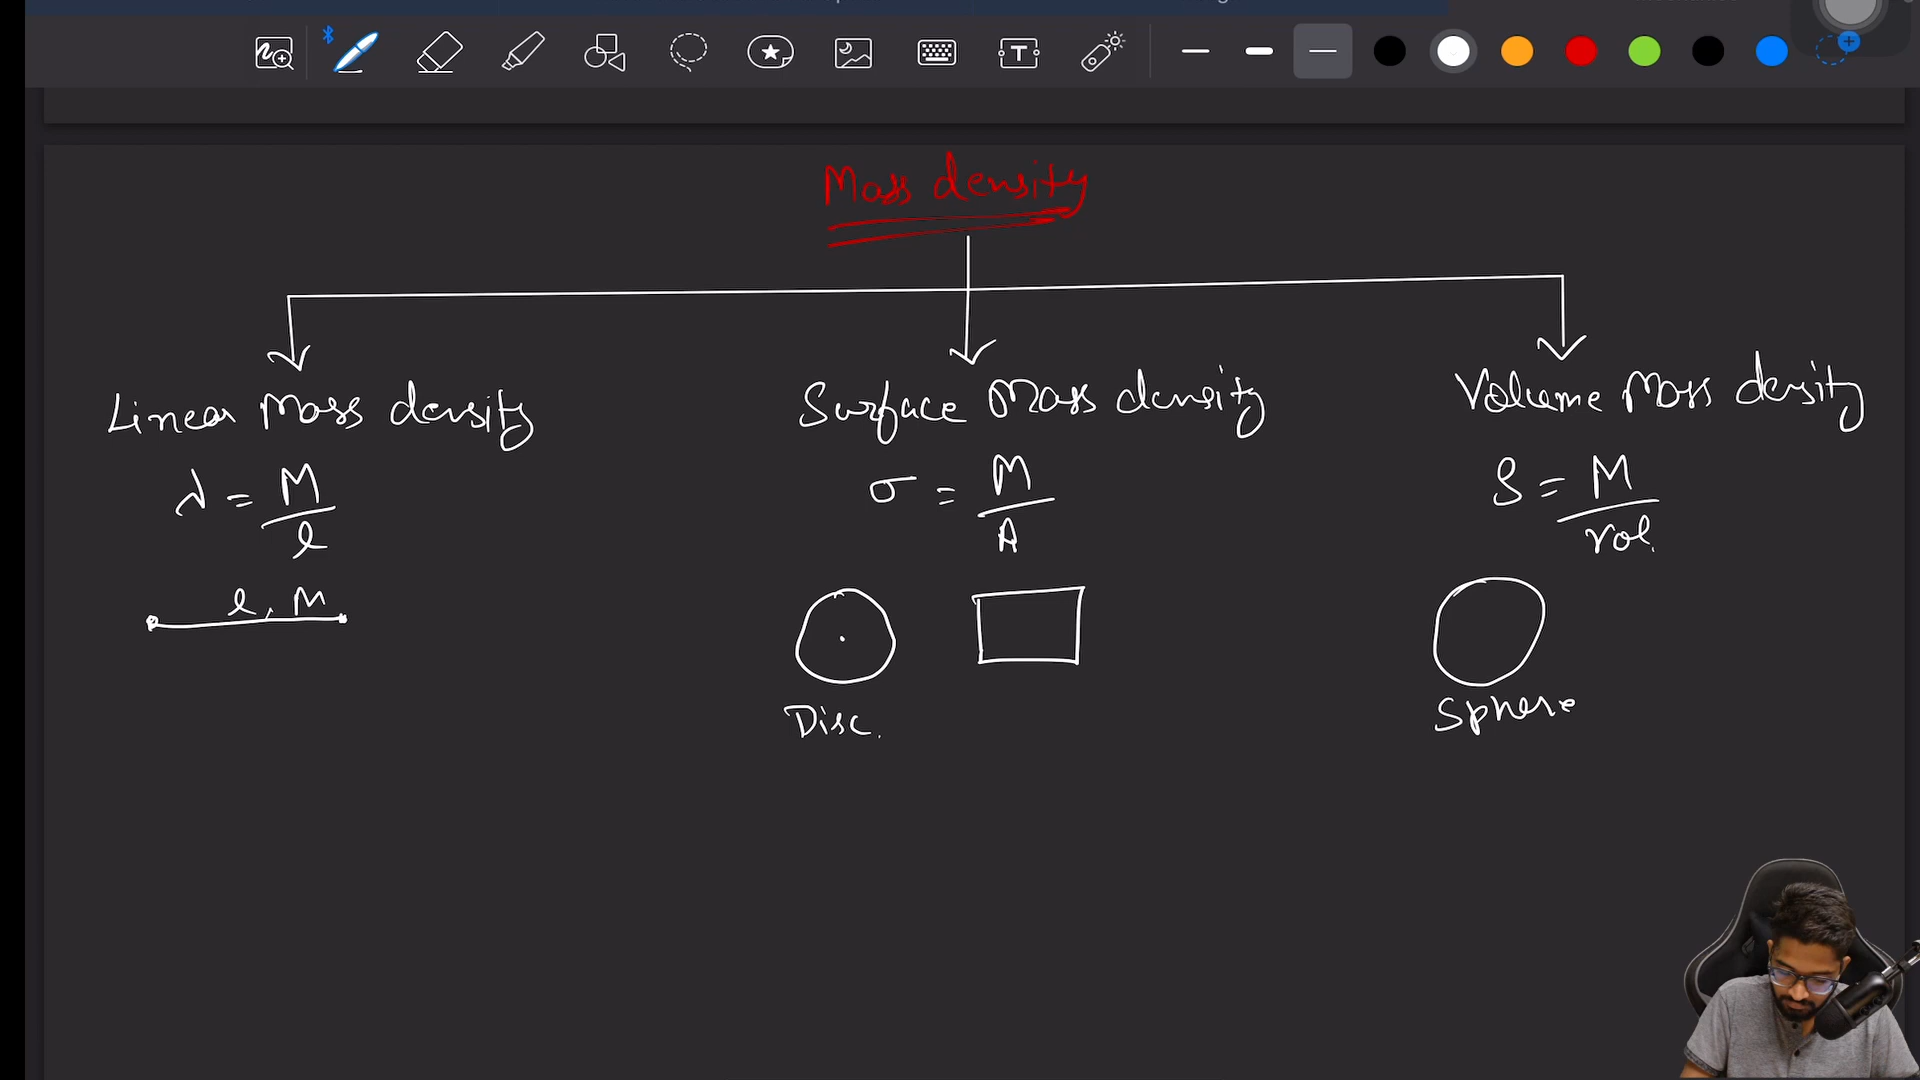 Mass density
Linear Mass density
λ = M/l
l, M
Surface Mass density
σ = M/A
Disc.
Volume Mass density
ρ = M/vol.
Sphere